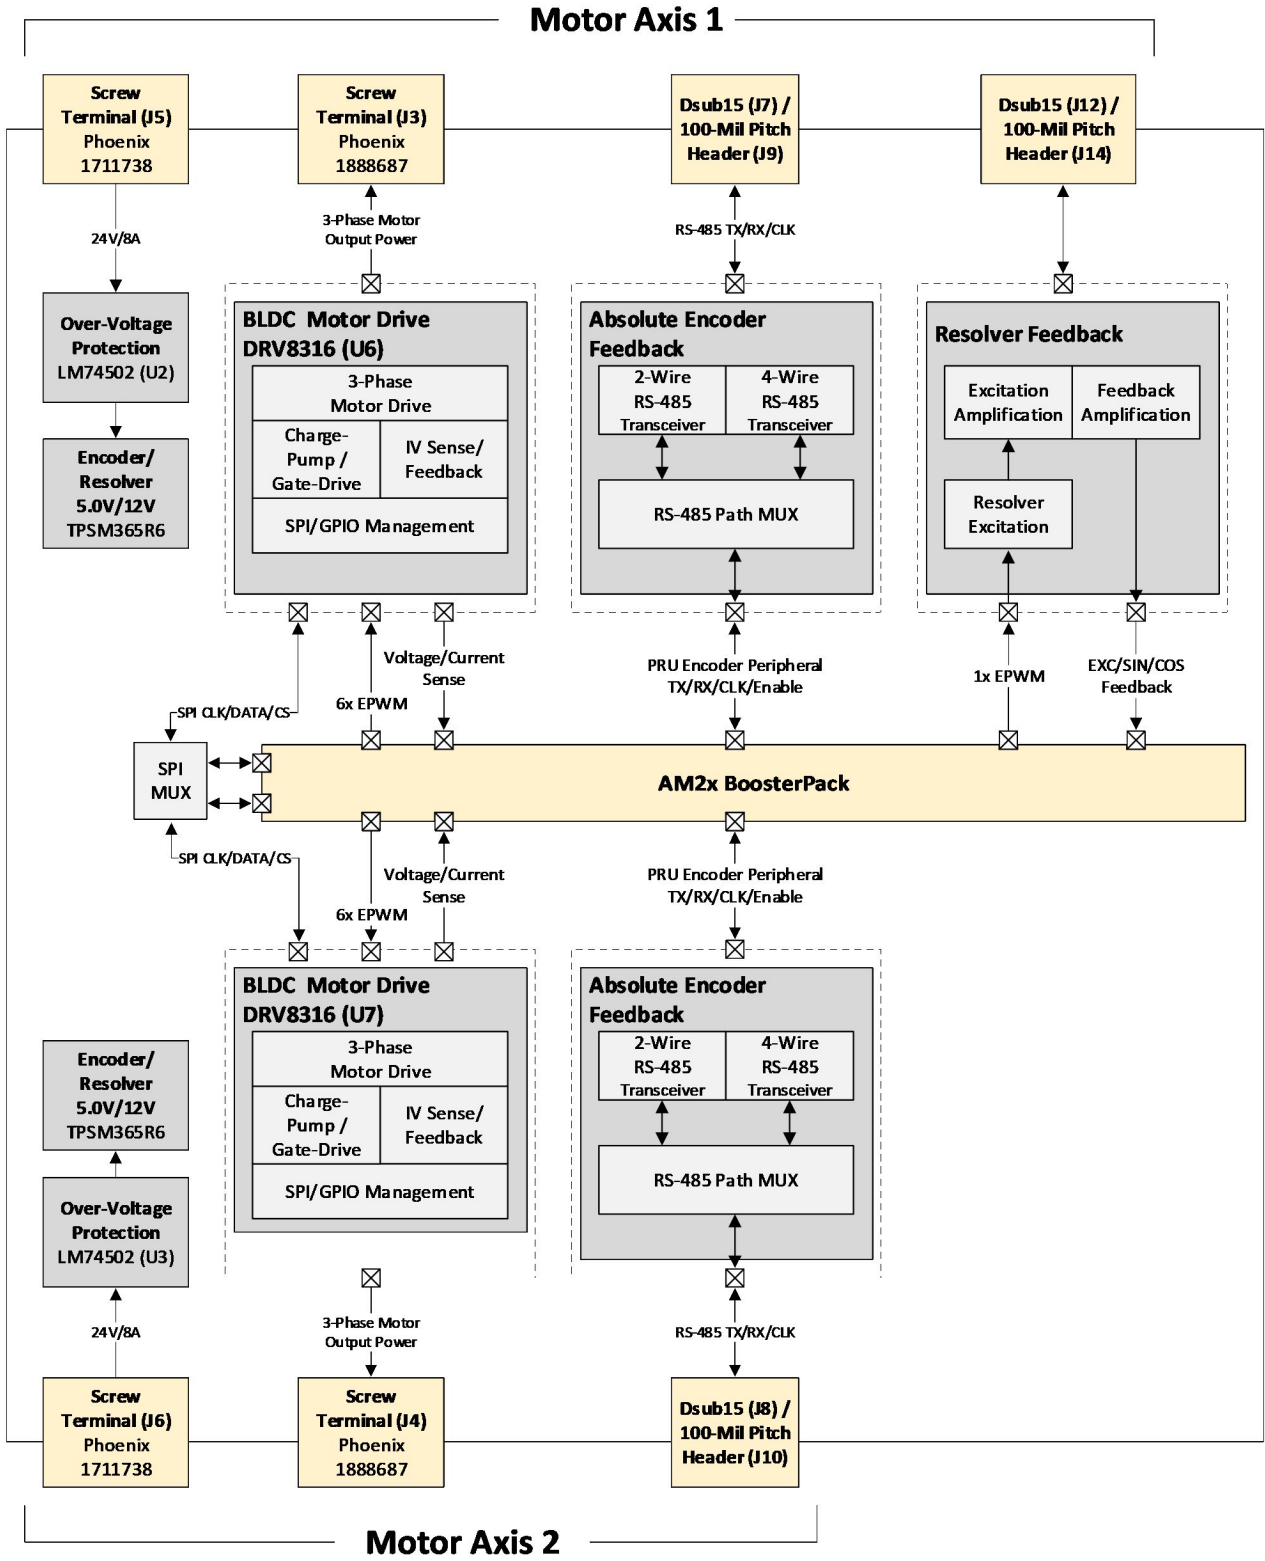 Motor Axis 1
Screw
Terminal (J5)
Phoenix
1711738
Screw
Terminal (J3)
Phoenix
1888687
Dsub15 (J7) /
100-Mil Pitch
Header (J9)
Dsub15 (J12) /
100-Mil Pitch
Header (J14)
24V/8A
3-Phase Motor
Output Power
RS-485 TX/RX/CLK
Over-Voltage
Protection
LM74502 (U2)
Encoder/
Resolver
5.0V/12V
TPSM365R6
BLDC Motor Drive
DRV8316 (U6)
3-Phase
Motor Drive
Charge-
Pump /
Gate-Drive
IV Sense/
Feedback
SPI/GPIO Management
Absolute Encoder
Feedback
2-Wire
RS-485
Transceiver
4-Wire
RS-485
Transceiver
RS-485 Path MUX
Resolver Feedback
Excitation
Amplification
Feedback
Amplification
Resolver
Excitation
SPI CLK/DATA/CS
6x EPWM
Voltage/Current
Sense
PRU Encoder Peripheral
TX/RX/CLK/Enable
1x EPWM
EXC/SIN/COS
Feedback
SPI
MUX
AM2x BoosterPack
SPI CLK/DATA/CS
6x EPWM
Voltage/Current
Sense
PRU Encoder Peripheral
TX/RX/CLK/Enable
BLDC Motor Drive
DRV8316 (U7)
3-Phase
Motor Drive
Charge-
Pump /
Gate-Drive
IV Sense/
Feedback
SPI/GPIO Management
Absolute Encoder
Feedback
2-Wire
RS-485
Transceiver
4-Wire
RS-485
Transceiver
RS-485 Path MUX
Encoder/
Resolver
5.0V/12V
TPSM365R6
Over-Voltage
Protection
LM74502 (U3)
24V/8A
3-Phase Motor
Output Power
RS-485 TX/RX/CLK
Screw
Terminal (J6)
Phoenix
1711738
Screw
Terminal (J4)
Phoenix
1888687
Dsub15 (J8) /
100-Mil Pitch
Header (J10)
Motor Axis 2